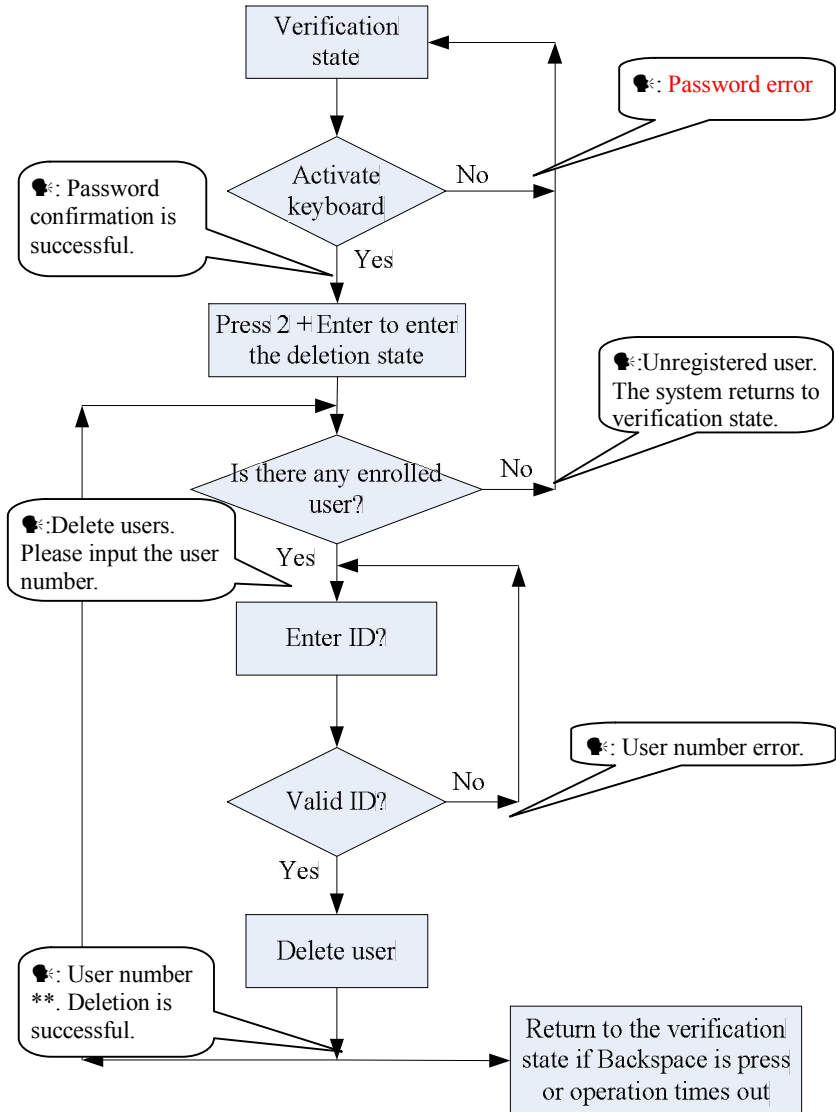 Verification
state
🗣: Password error
Activate
keyboard
No
🗣: Password
confirmation is
successful.
Yes
Press 2 + Enter to enter
the deletion state
🗣:Unregistered user.
The system returns to
verification state.
Is there any enrolled
user?
No
🗣:Delete users.
Please input the user
number.
Yes
Enter ID?
🗣: User number error.
Valid ID?
No
Yes
Delete user
🗣: User number
**. Deletion is
successful.
Return to the verification
state if Backspace is press
or operation times out